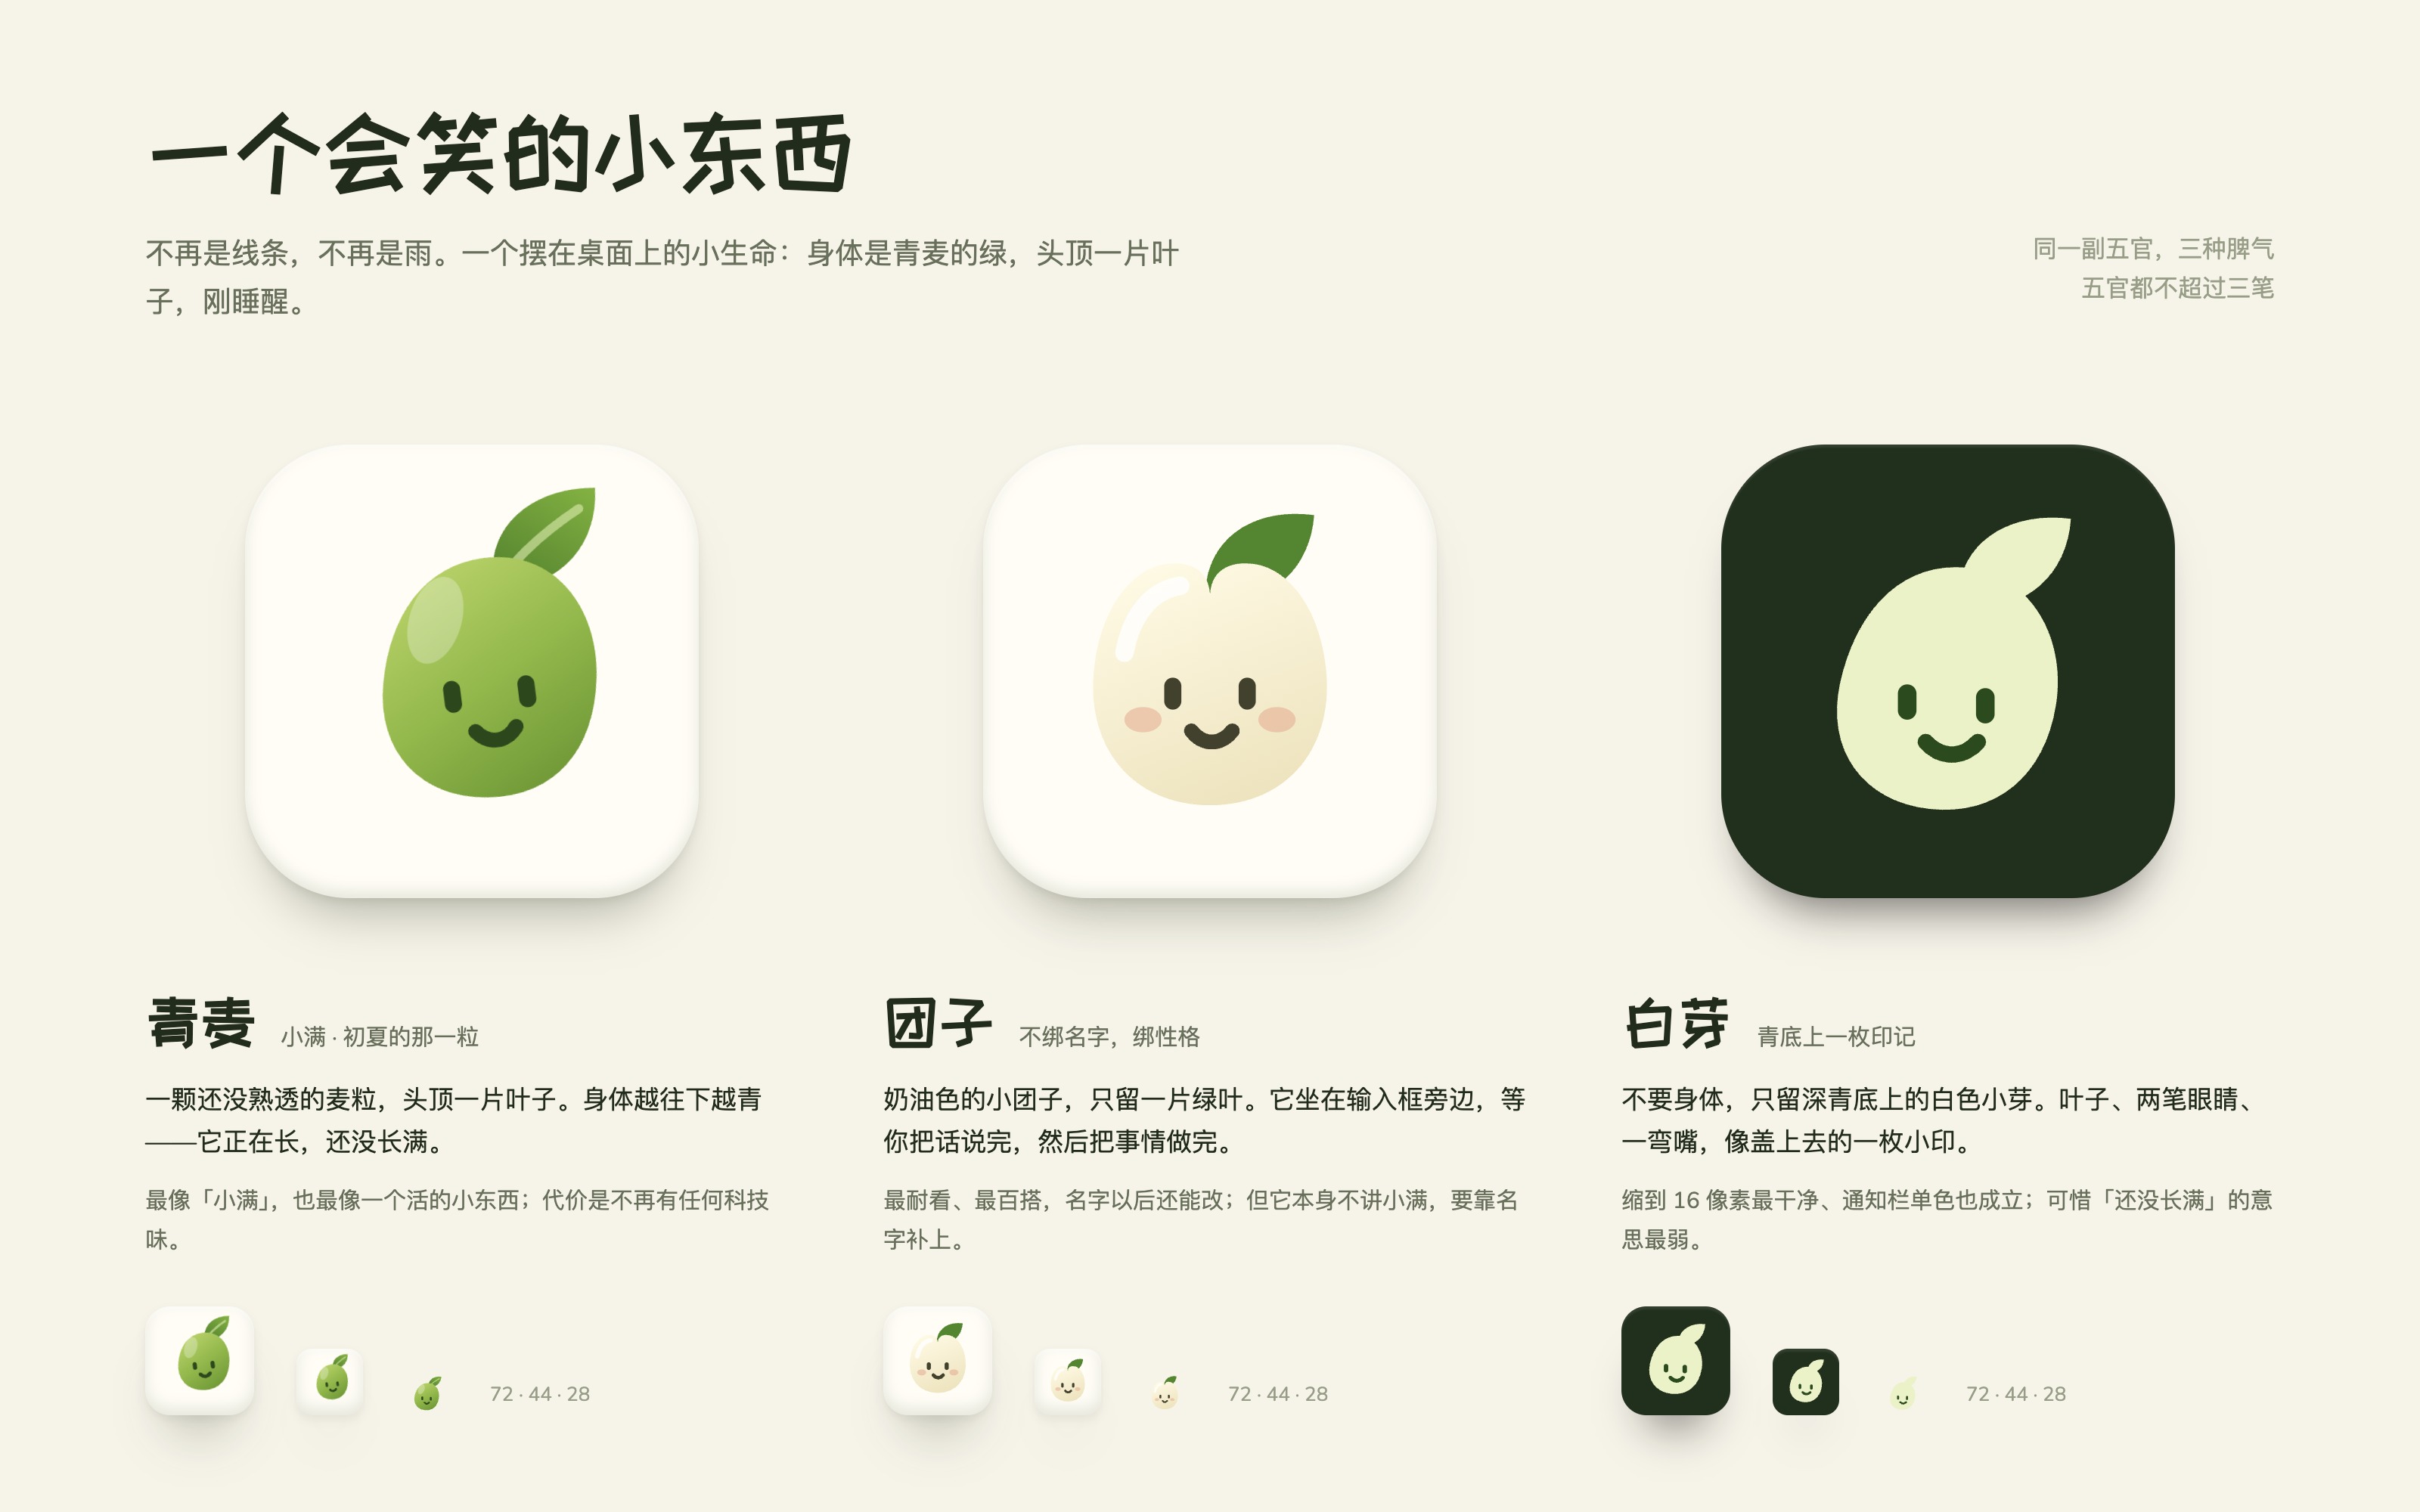 一个会笑的小东西
不再是线条，不再是雨。一个摆在桌面上的小生命：身体是青麦的绿，头顶一片叶
子，刚睡醒。
同一副五官，三种脾气
五官都不超过三笔
青麦 小满 · 初夏的那一粒
一颗还没熟透的麦粒，头顶一片叶子。身体越往下越青
——它正在长，还没长满。
最像「小满」，也最像一个活的小东西；代价是不再有任何科技
味。
72 · 44 · 28
团子 不绑名字，绑性格
奶油色的小团子，只留一片绿叶。它坐在输入框旁边，等
你把话说完，然后把事情做完。
最耐看、最百搭，名字以后还能改；但它本身不讲小满，要靠名
字补上。
72 · 44 · 28
白芽 青底上一枚印记
不要身体，只留深青底上的白色小芽。叶子、两笔眼睛、
一弯嘴，像盖上去的一枚小印。
缩到 16 像素最干净、通知栏单色也成立；可惜「还没长满」的意
思最弱。
72 · 44 · 28